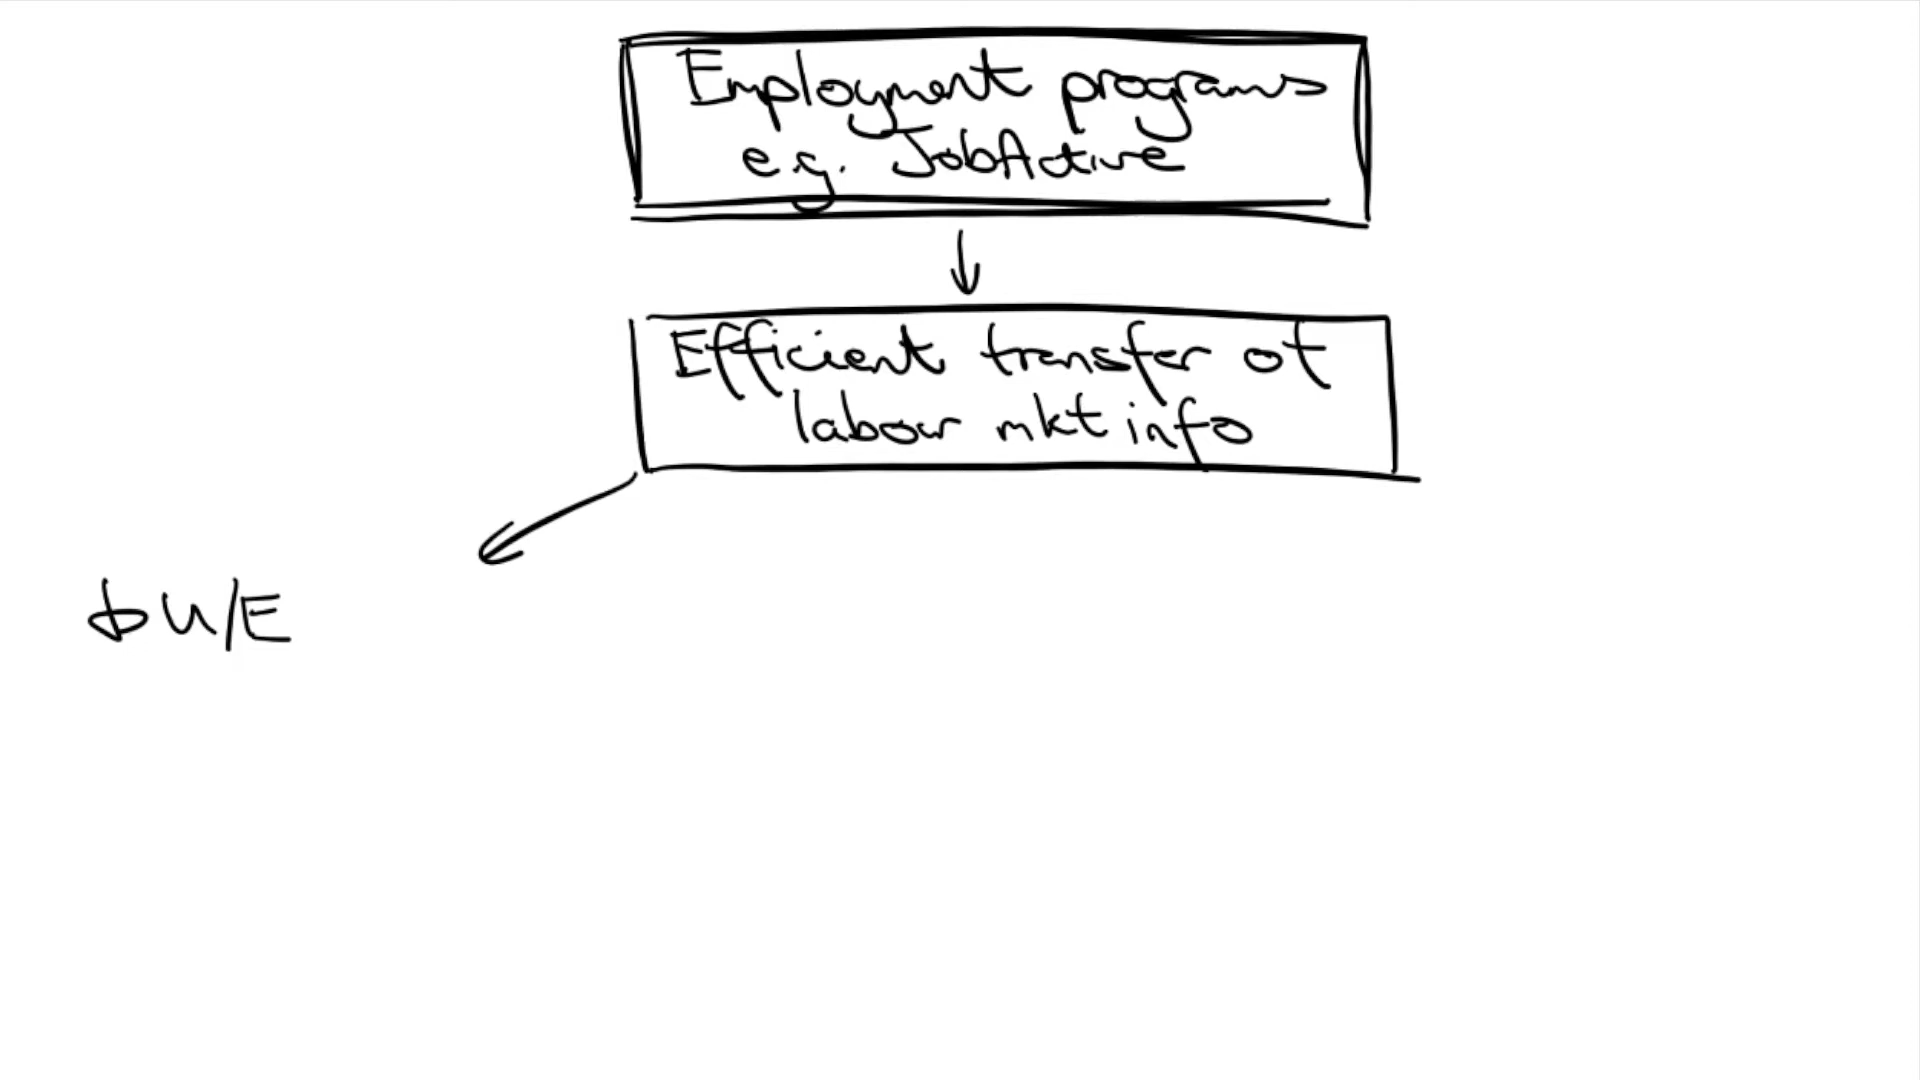 Employment programs
e.g. JobActive
Efficient transfer of
labour mkt info
↓ U/E